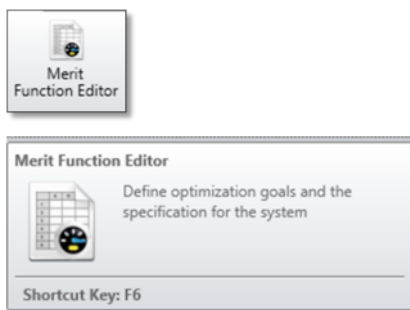 Merit
Function Editor
Merit Function Editor
Define optimization goals and the
specification for the system
Shortcut Key: F6